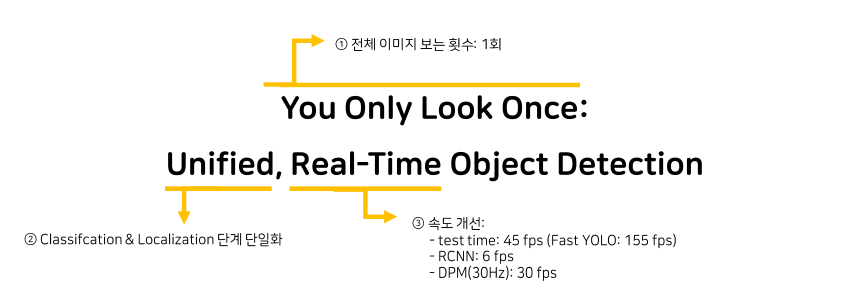 ① 전체 이미지 보는 횟수: 1회
You Only Look Once:
Unified, Real-Time Object Detection
② Classifcation & Localization 단계 단일화
③ 속도 개선:
- test time: 45 fps (Fast YOLO: 155 fps)
- RCNN: 6 fps
- DPM(30Hz): 30 fps